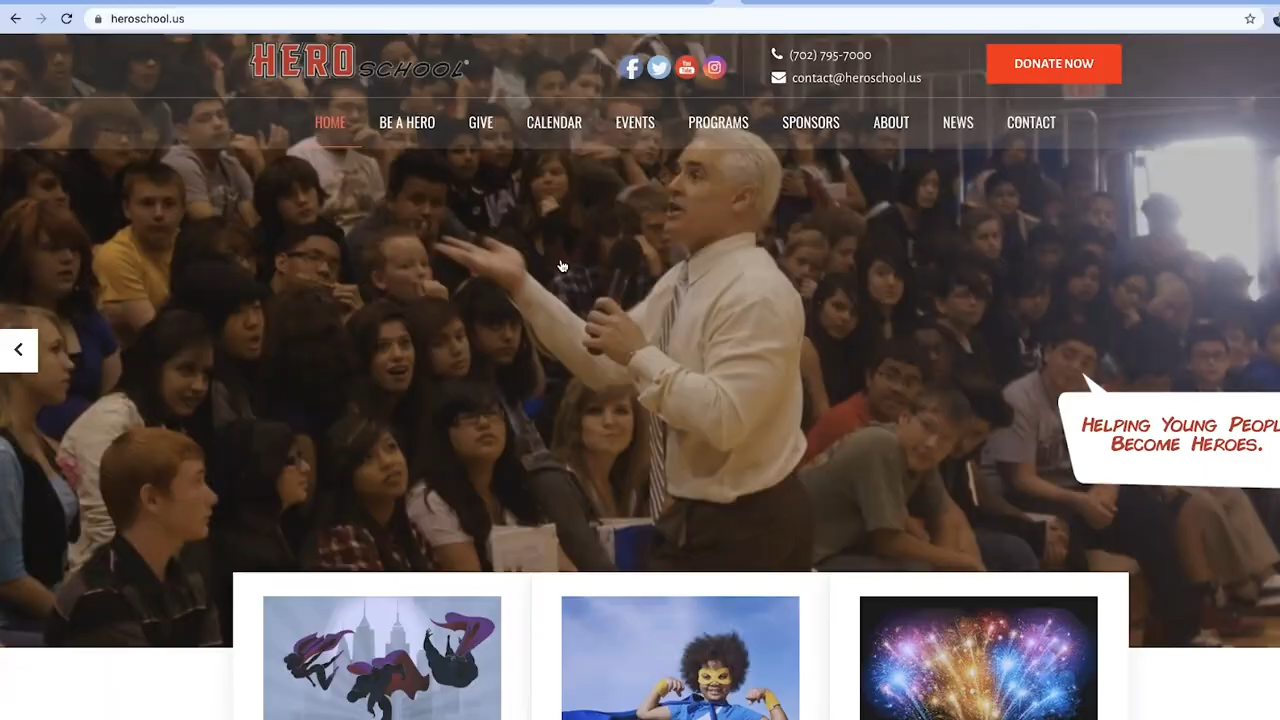 heroschool.us
HERO SCHOOL
(702) 795-7000
contact@heroschool.us
DONATE NOW
HOME BE A HERO GIVE CALENDAR EVENTS PROGRAMS SPONSORS ABOUT NEWS CONTACT
HELPING YOUNG PEOPL
BECOME HEROES.